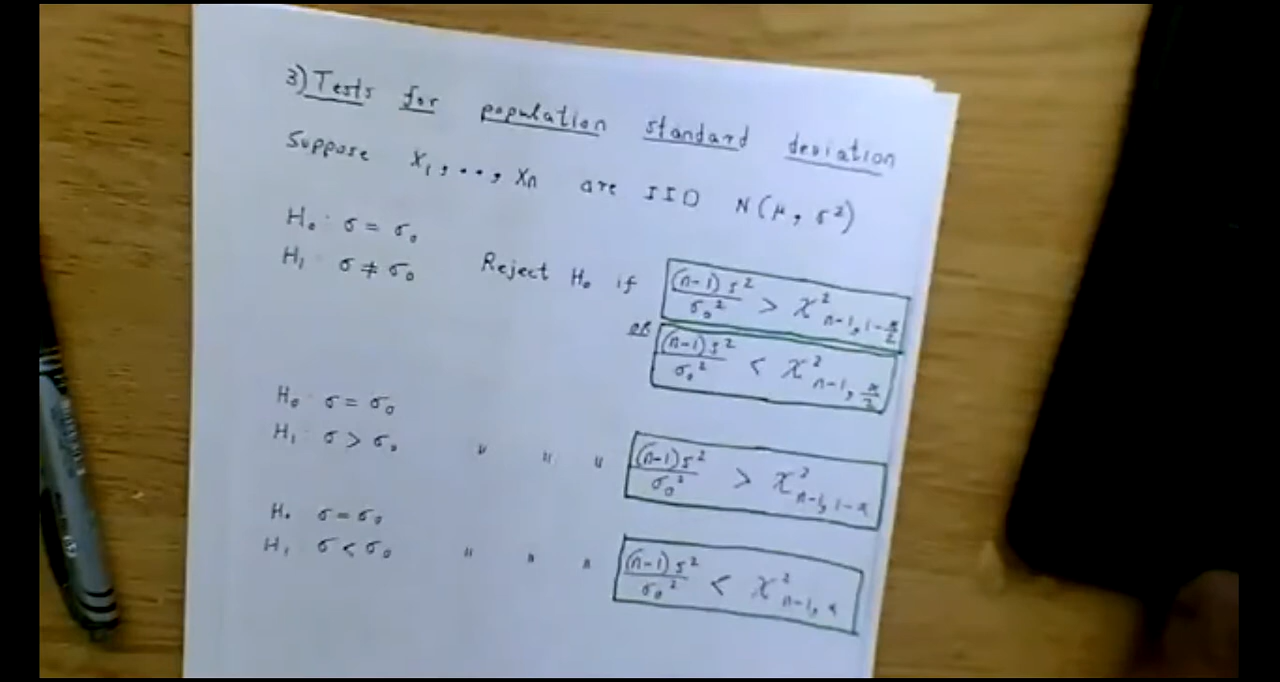 3) Tests for population standard deviation
Suppose X₁, ..., Xn are IID N(μ, σ²)
H₀: σ = σ₀
H₁: σ ≠ σ₀ Reject H₀ if (n-1)s²/σ₀² > χ²ₙ₋₁, 1-α/2
OR (n-1)s²/σ₀² < χ²ₙ₋₁, α/2
H₀: σ = σ₀
H₁: σ > σ₀ " " " (n-1)s²/σ₀² > χ²ₙ₋₁, 1-α
H₀ σ = σ₀
H₁ σ < σ₀ " " " (n-1)s²/σ₀² < χ²ₙ₋₁, α